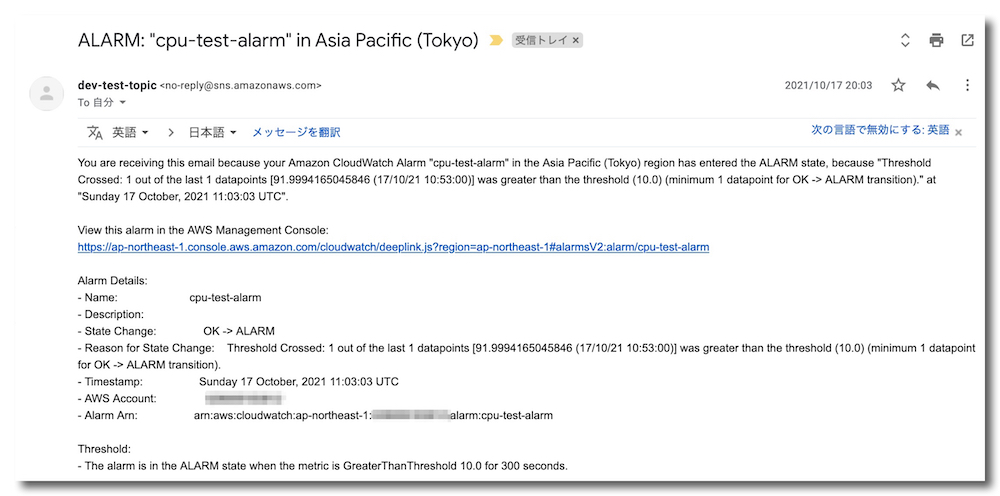 ALARM: "cpu-test-alarm" in Asia Pacific (Tokyo) 受信トレイ ×
dev-test-topic <no-reply@sns.amazonaws.com> 2021/10/17 20:03
To 自分
英語 > 日本語 メッセージを翻訳 次の言語で無効にする: 英語 ×
You are receiving this email because your Amazon CloudWatch Alarm "cpu-test-alarm" in the Asia Pacific (Tokyo) region has entered the ALARM state, because "Threshold
Crossed: 1 out of the last 1 datapoints [91.9994165045846 (17/10/21 10:53:00)] was greater than the threshold (10.0) (minimum 1 datapoint for OK -> ALARM transition)." at
"Sunday 17 October, 2021 11:03:03 UTC".
View this alarm in the AWS Management Console:
https://ap-northeast-1.console.aws.amazon.com/cloudwatch/deeplink.js?region=ap-northeast-1#alarmsV2:alarm/cpu-test-alarm
Alarm Details:
- Name: cpu-test-alarm
- Description:
- State Change: OK -> ALARM
- Reason for State Change: Threshold Crossed: 1 out of the last 1 datapoints [91.9994165045846 (17/10/21 10:53:00)] was greater than the threshold (10.0) (minimum 1 datapoint
for OK -> ALARM transition).
- Timestamp: Sunday 17 October, 2021 11:03:03 UTC
- AWS Account:
- Alarm Arn: arn:aws:cloudwatch:ap-northeast-1: alarm:cpu-test-alarm
Threshold:
- The alarm is in the ALARM state when the metric is GreaterThanThreshold 10.0 for 300 seconds.